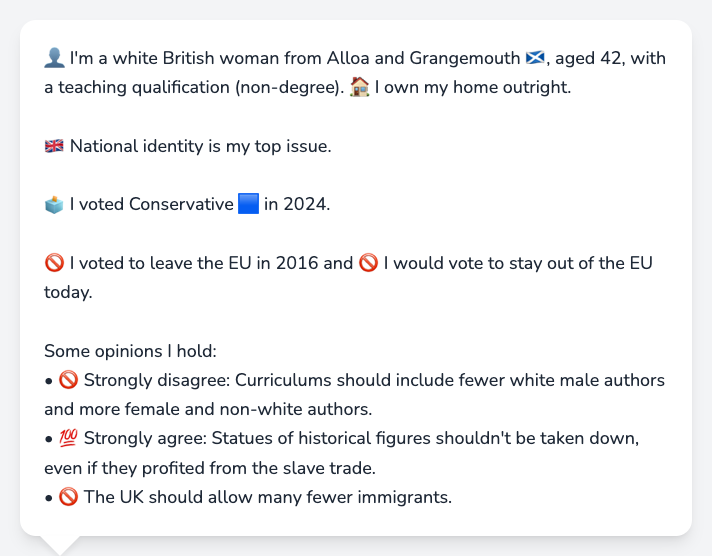 👤 I'm a white British woman from Alloa and Grangemouth 🏴󠁧󠁢󠁳󠁣󠁴󠁿, aged 42, with
a teaching qualification (non-degree). 🏠 I own my home outright.
🇬🇧 National identity is my top issue.
🗳️ I voted Conservative 🟦 in 2024.
🚫 I voted to leave the EU in 2016 and 🚫 I would vote to stay out of the EU
today.
Some opinions I hold:
• 🚫 Strongly disagree: Curriculums should include fewer white male authors
and more female and non-white authors.
• 💯 Strongly agree: Statues of historical figures shouldn't be taken down,
even if they profited from the slave trade.
• 🚫 The UK should allow many fewer immigrants.